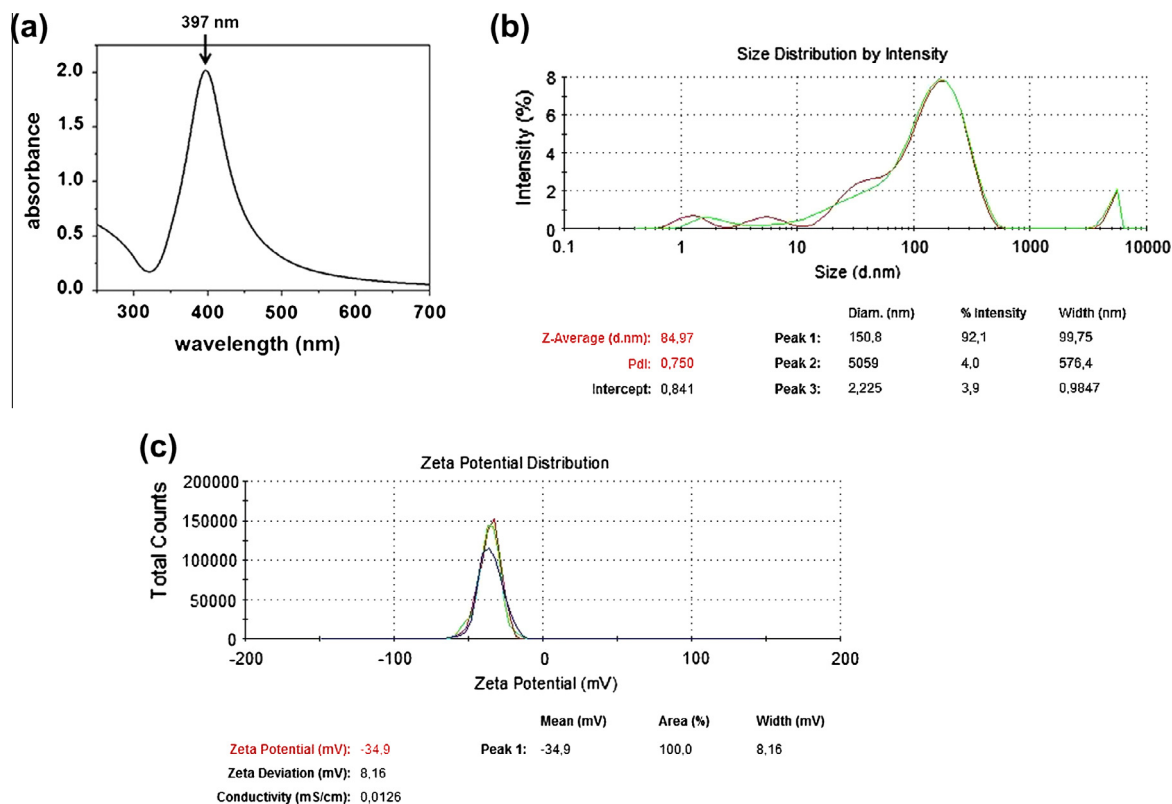 (a)
397 nm
absorbance
2.0
1.5
1.0
0.5
0.0
300 400 500 600 700
wavelength (nm)
(b)
Size Distribution by Intensity
Intensity (%)
8
6
4
2
0
0.1 1 10 100 1000 10000
Size (d.nm)
Diam. (nm) % Intensity Width (nm)
Z-Average (d.nm): 84,97 Peak 1: 150,8 92,1 99,75
PdI: 0,750 Peak 2: 5059 4,0 576,4
Intercept: 0,841 Peak 3: 2,225 3,9 0,9847
(c)
Zeta Potential Distribution
Total Counts
200000
150000
100000
50000
0
-200 -100 0 100 200
Zeta Potential (mV)
Mean (mV) Area (%) Width (mV)
Zeta Potential (mV): -34,9 Peak 1: -34,9 100,0 8,16
Zeta Deviation (mV): 8,16
Conductivity (mS/cm): 0,0126